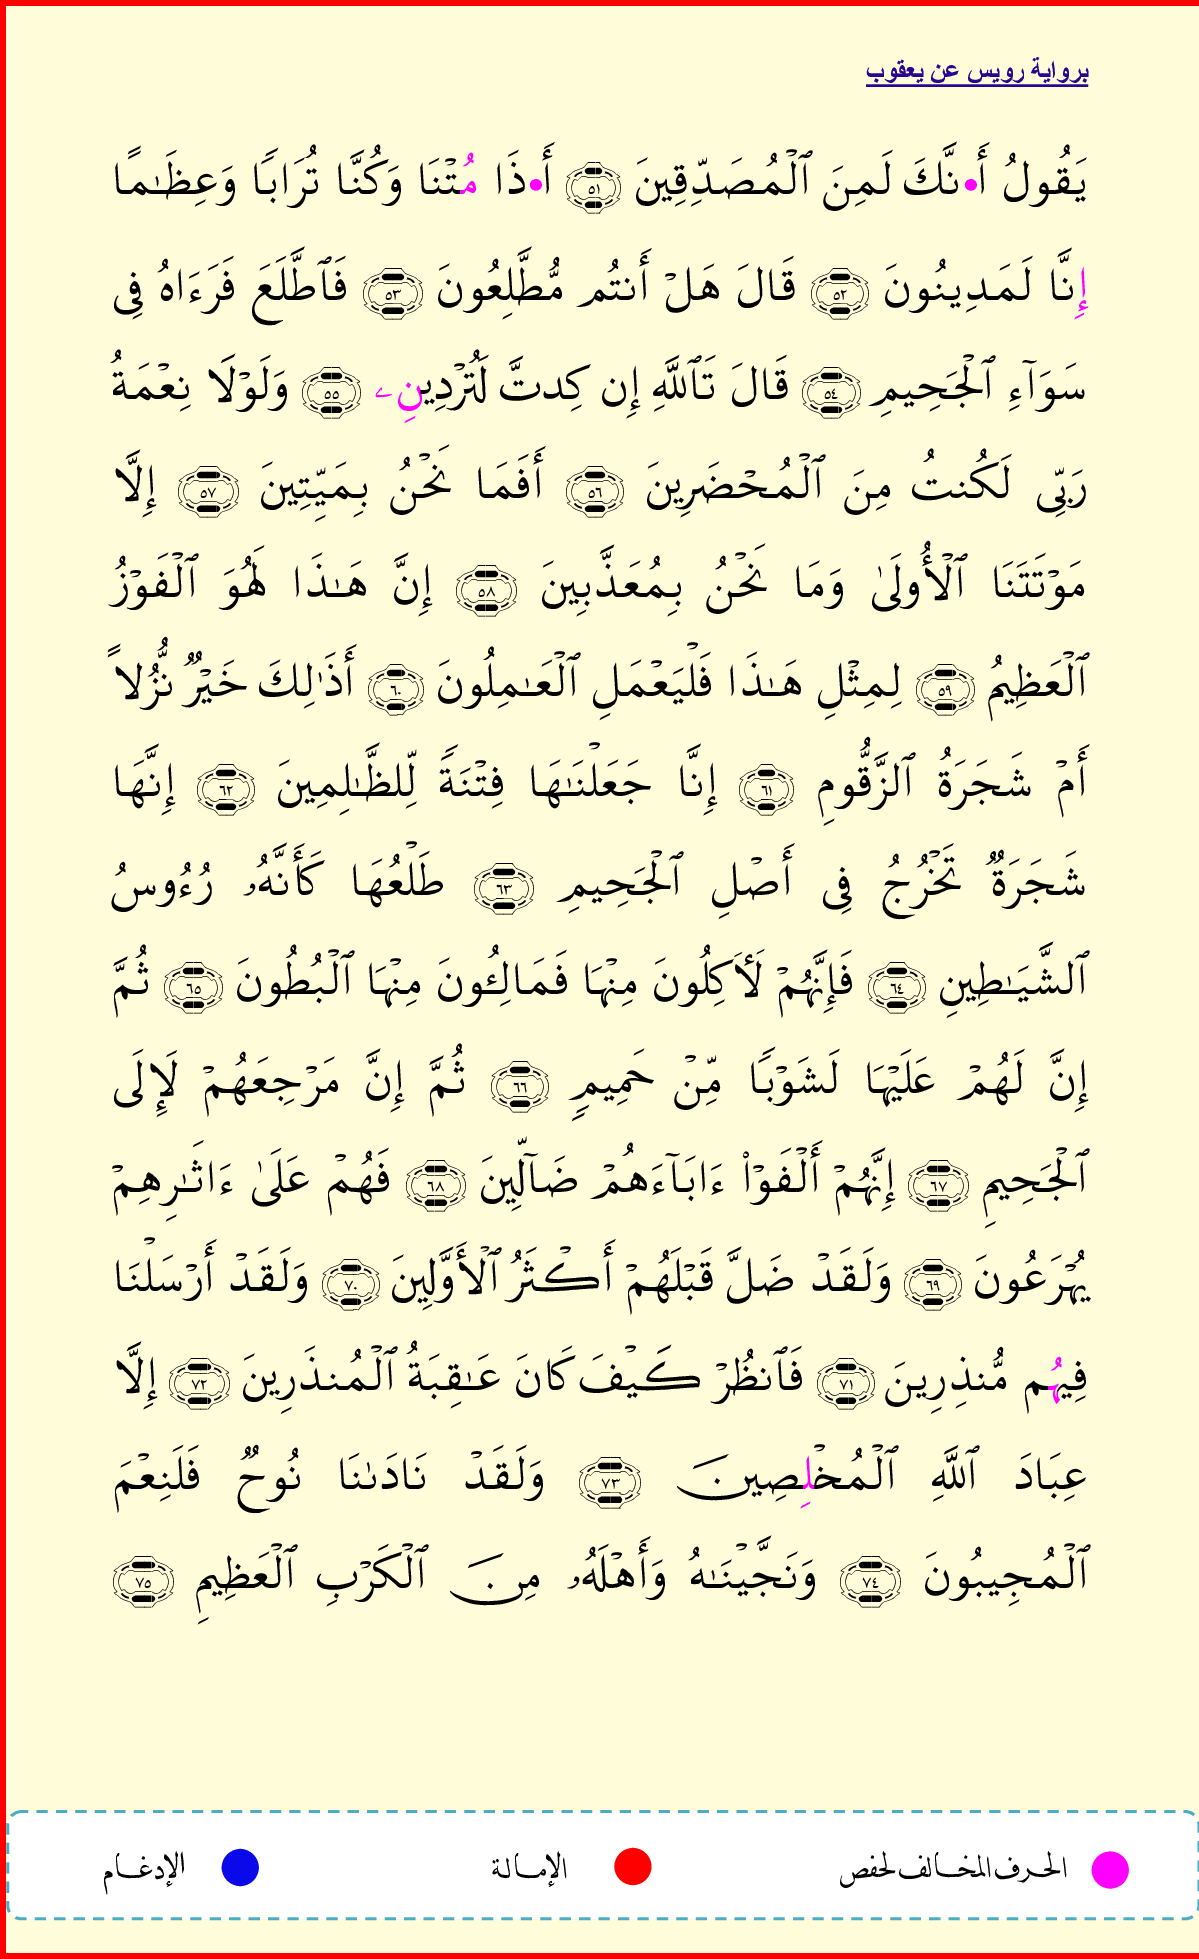 برواية رويس عن يعقوب
يَقُولُ أَ•نَّكَ لَمِنَ ٱلْمُصَدِّقِينَ ٥١ أَ•ذَا مُتْنَا وَكُنَّا تُرَابًا وَعِظَٰمًا
إِنَّا لَمَدِينُونَ ٥٢ قَالَ هَلْ أَنتُم مُّطَّلِعُونَ ٥٣ فَٱطَّلَعَ فَرَءَاهُ فِى
سَوَآءِ ٱلْجَحِيمِ ٥٤ قَالَ تَٱللَّهِ إِن كِدتَّ لَتُرْدِينِۦ ٥٥ وَلَوْلَا نِعْمَةُ
رَبِّى لَكُنتُ مِنَ ٱلْمُحْضَرِينَ ٥٦ أَفَمَا نَحْنُ بِمَيِّتِينَ ٥٧ إِلَّا
مَوْتَتَنَا ٱلْأُولَىٰ وَمَا نَحْنُ بِمُعَذَّبِينَ ٥٨ إِنَّ هَٰذَا لَهُوَ ٱلْفَوْزُ
ٱلْعَظِيمُ ٥٩ لِمِثْلِ هَٰذَا فَلْيَعْمَلِ ٱلْعَٰمِلُونَ ٦٠ أَذَٰلِكَ خَيْرٌ نُّزُلًا
أَمْ شَجَرَةُ ٱلزَّقُّومِ ٦١ إِنَّا جَعَلْنَٰهَا فِتْنَةً لِّلظَّٰلِمِينَ ٦٢ إِنَّهَا
شَجَرَةٌ تَخْرُجُ فِى أَصْلِ ٱلْجَحِيمِ ٦٣ طَلْعُهَا كَأَنَّهُۥ رُءُوسُ
ٱلشَّيَٰطِينِ ٦٤ فَإِنَّهُمْ لَأَكِلُونَ مِنْهَا فَمَالِـُٔونَ مِنْهَا ٱلْبُطُونَ ٦٥ ثُمَّ
إِنَّ لَهُمْ عَلَيْهَا لَشَوْبًا مِّنْ حَمِيمٍ ٦٦ ثُمَّ إِنَّ مَرْجِعَهُمْ لَإِلَى
ٱلْجَحِيمِ ٦٧ إِنَّهُمْ أَلْفَوْا۟ ءَابَآءَهُمْ ضَآلِّينَ ٦٨ فَهُمْ عَلَىٰ ءَاثَٰرِهِمْ
يُهْرَعُونَ ٦٩ وَلَقَدْ ضَلَّ قَبْلَهُمْ أَكْثَرُ ٱلْأَوَّلِينَ ٧٠ وَلَقَدْ أَرْسَلْنَا
فِيهُم مُّنذِرِينَ ٧١ فَٱنظُرْ كَيْفَ كَانَ عَٰقِبَةُ ٱلْمُنذَرِينَ ٧٢ إِلَّا
عِبَادَ ٱللَّهِ ٱلْمُخْلِصِينَ ٧٣ وَلَقَدْ نَادَىٰنَا نُوحٌ فَلَنِعْمَ
ٱلْمُجِيبُونَ ٧٤ وَنَجَّيْنَٰهُ وَأَهْلَهُۥ مِنَ ٱلْكَرْبِ ٱلْعَظِيمِ ٧٥
الحرف المخالف لحفص الإمالة الإدغام